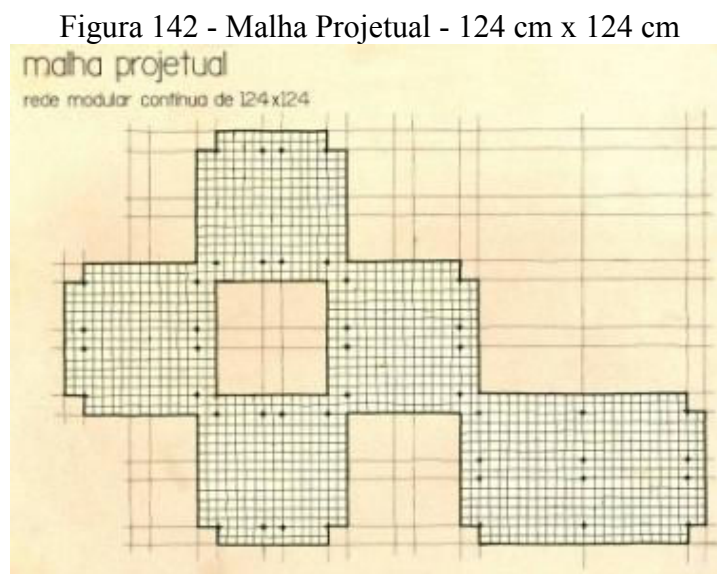 Figura 142 - Malha Projetual - 124 cm x 124 cm
malha projetual
rede modular contínua de 124x124